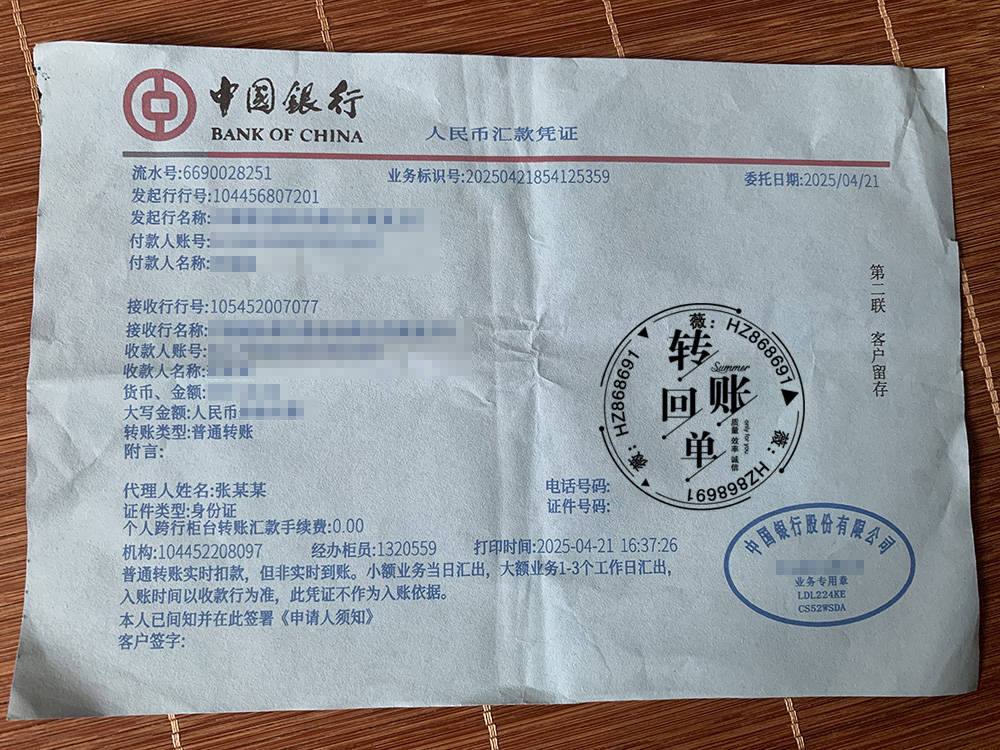 中国银行
BANK OF CHINA
人民币汇款凭证
流水号:6690028251
业务标识号:20250421854125359
委托日期:2025/04/21
发起行行号:104456807201
发起行名称:
付款人账号:
付款人名称:
接收行行号:105452007077
接收行名称:
收款人账号:
收款人名称:
货币、金额:
大写金额:人民币
转账类型:普通转账
附言:
第二联 客户留存
薇：HZ868691
薇：HZ868691
薇：HZ868691
转账
回单
Summer
only for you
质量 效率 诚信
代理人姓名:张某某
电话号码:
证件类型:身份证
证件号码:
个人跨行柜台转账汇款手续费:0.00
机构:104452208097
经办柜员:1320559
打印时间:2025-04-21 16:37:26
普通转账实时扣款，但非实时到账。小额业务当日汇出，大额业务1-3个工作日汇出，
入账时间以收款行为准，此凭证不作为入账依据。
本人已间知并在此签署《申请人须知》
客户签字:
中国银行股份有限公司
业务专用章
LDL224KE
CS52WSDA